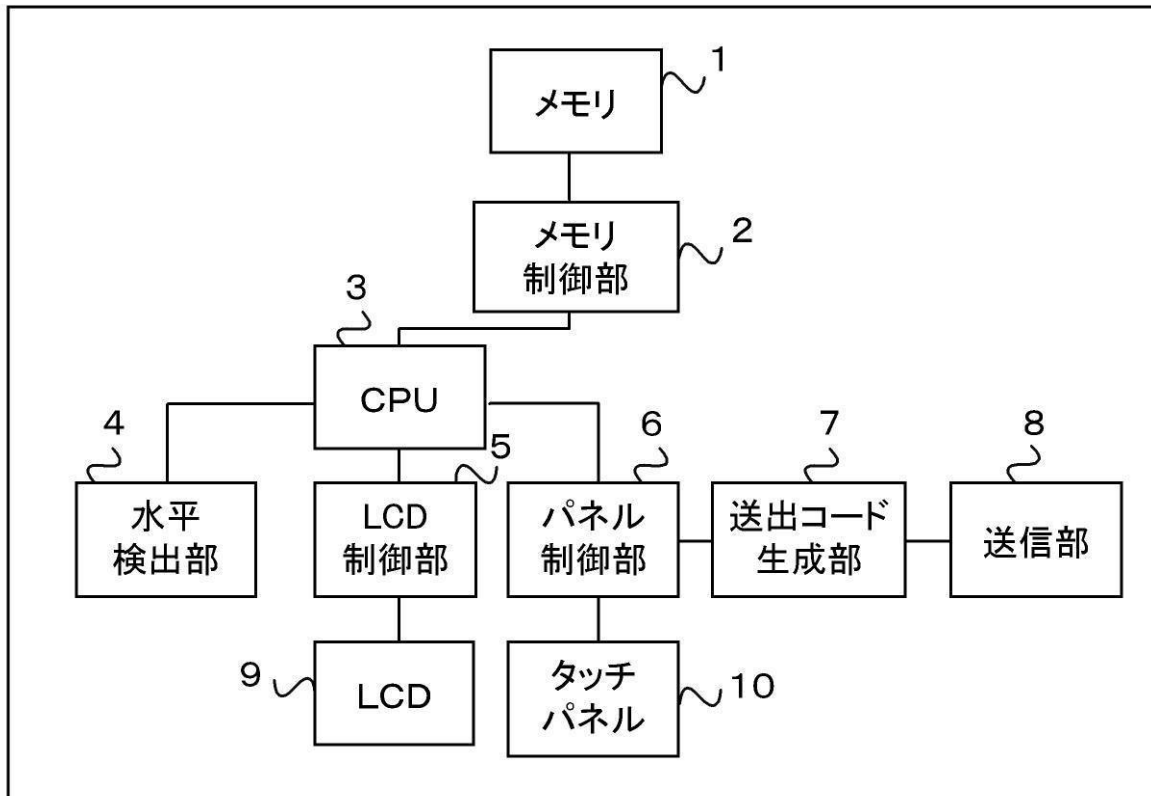 1
メモリ
2
メモリ
制御部
3
CPU
4
水平
検出部
5
LCD
制御部
6
パネル
制御部
7
送出コード
生成部
8
送信部
9
LCD
10
タッチ
パネル